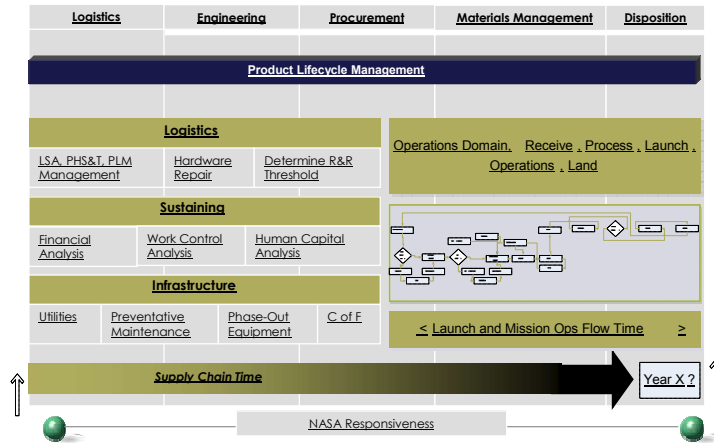 Logistics
Engineering
Procurement
Materials Management
Disposition
Product Lifecycle Management
Logistics
LSA, PHS&T, PLM
Management
Hardware
Repair
Determine R&R
Threshold
Sustaining
Financial
Analysis
Work Control
Analysis
Human Capital
Analysis
Infrastructure
Utilities
Preventative
Maintenance
Phase-Out
Equipment
C of F
Operations Domain, Receive , Process , Launch ,
Operations , Land
< Launch and Mission Ops Flow Time >
Supply Chain Time
Year X ?
NASA Responsiveness